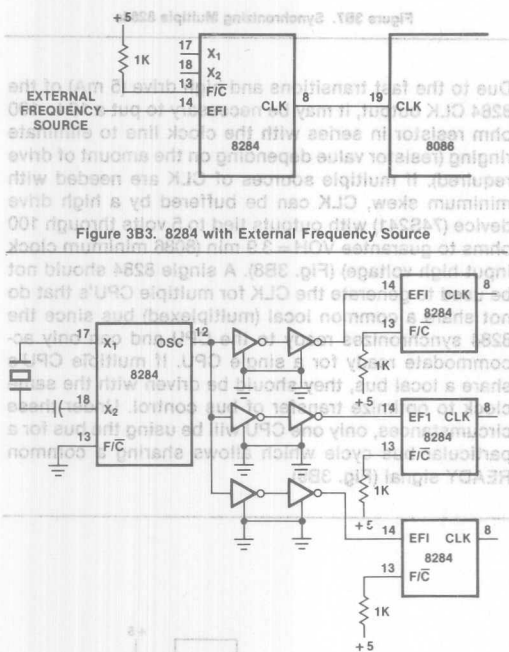 +5
1K
17 X₁
18 X₂
13 F/C̅
14 EFI
EXTERNAL
FREQUENCY
SOURCE
CLK 8
8284
19 CLK
8086
Figure 3B3. 8284 with External Frequency Source
17 X₁ OSC 12
8284
18 X₂
13 F/C̅
14 EFI CLK 8
8284
13 F/C̅
1K
+5
14 EF1 CLK 8
8284
13 F/C̅
1K
+5
14 EFI CLK 8
8284
13 F/C̅
1K
+5
Figure 3B7. Synchronizing Multiple 8284
Due to the fast transitions and high drive (5 mA) of the
8284 CLK output, it may be necessary to put a
ohm resistor in series with the clock line to eliminate
ringing (resistor value depending on the amount of drive
required). If multiple sources of CLK are needed with
minimum skew, CLK can be buffered by a high drive
device (74S241) with outputs tied to 5 volts through 100
ohms to guarantee VOH = 3.9 min (8086 minimum clock
input high voltage) (Fig. 3B8). A single 8284 should not
be used to generate the CLK for multiple CPU's that do
not share a common local (multiplexed) bus since the
8284 synchronizes ready to the CPU and can only ac-
commodate ready for a single CPU. If multiple CPU's
share a local bus, they should be driven with the same
clock to optimize transfer of bus control. Under these
circumstances, only one CPU will be using the bus for a
particular bus cycle which allows sharing a common
READY signal (Fig.
+5